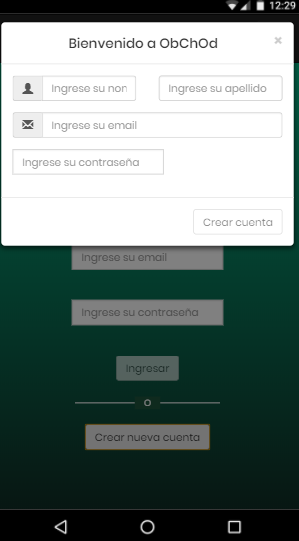 12:29
Bienvenido a ObChOd
×
Ingrese su non
Ingrese su apellido
Ingrese su email
Ingrese su contraseña
Crear cuenta
Ingrese su email
Ingrese su contraseña
Ingresar
O
Crear nueva cuenta